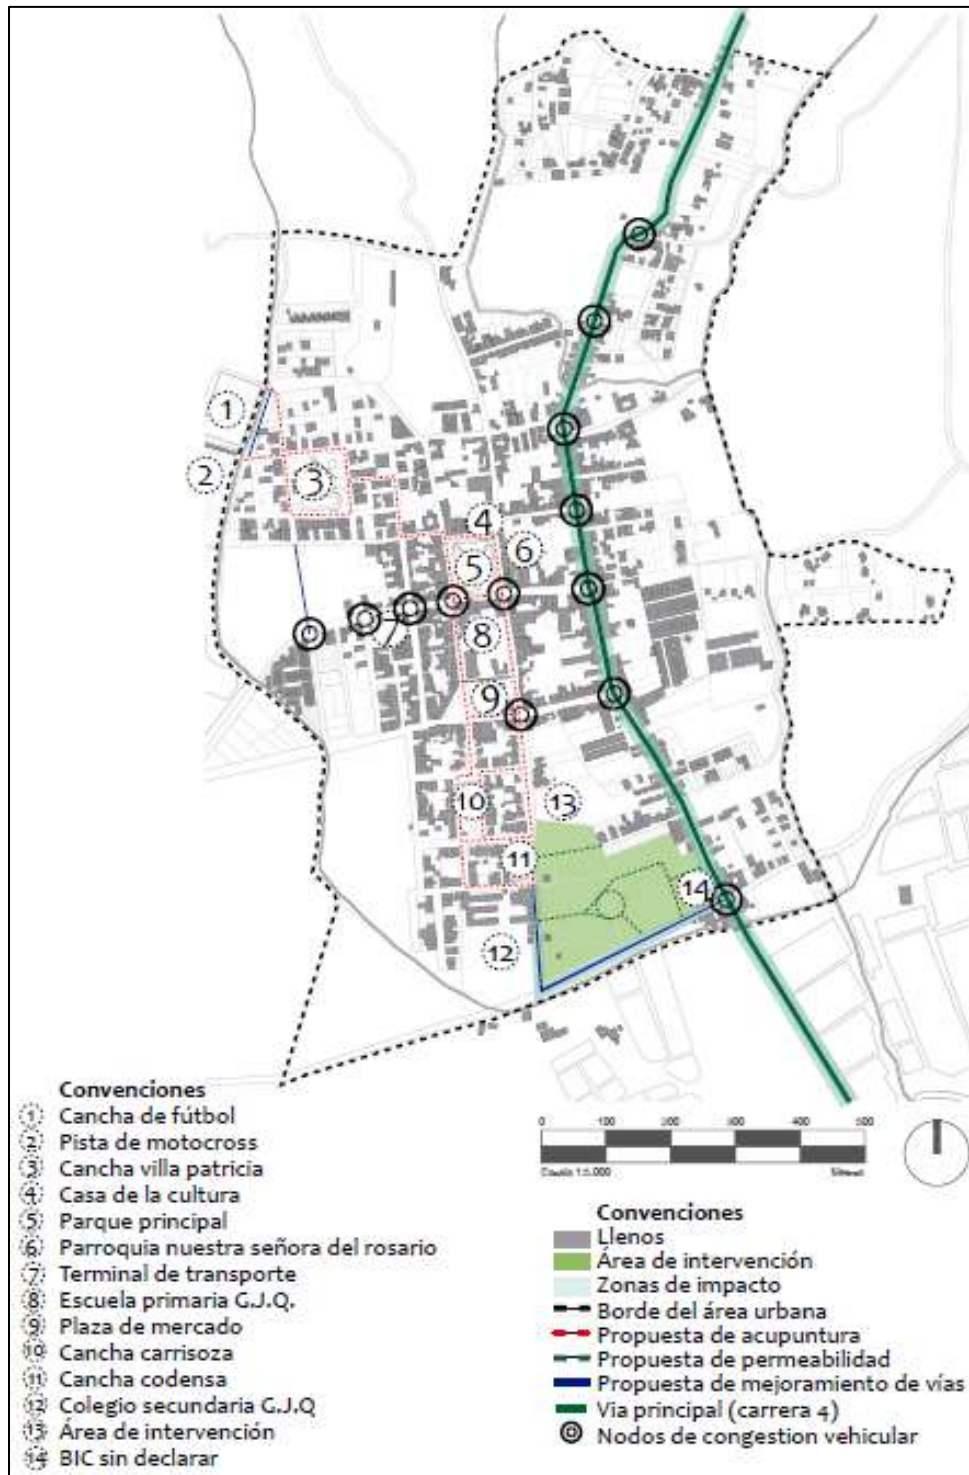 1
2
3
4
5
6
7
8
9
10
11
12
13
14
Convenciones
1 Cancha de fútbol
2 Pista de motocross
3 Cancha villa patricia
4 Casa de la cultura
5 Parque principal
6 Parroquia nuestra señora del rosario
7 Terminal de transporte
8 Escuela primaria G.J.Q.
9 Plaza de mercado
10 Cancha carrisoza
11 Cancha codensa
12 Colegio secundaria G.J.Q
13 Área de intervención
14 BIC sin declarar
0 100 200 300 400 500
Convenciones
Llenos
Área de intervención
Zonas de impacto
Borde del área urbana
Propuesta de acupuntura
Propuesta de permeabilidad
Propuesta de mejoramiento de vías
Via principal (carrera 4)
Nodos de congestion vehicular